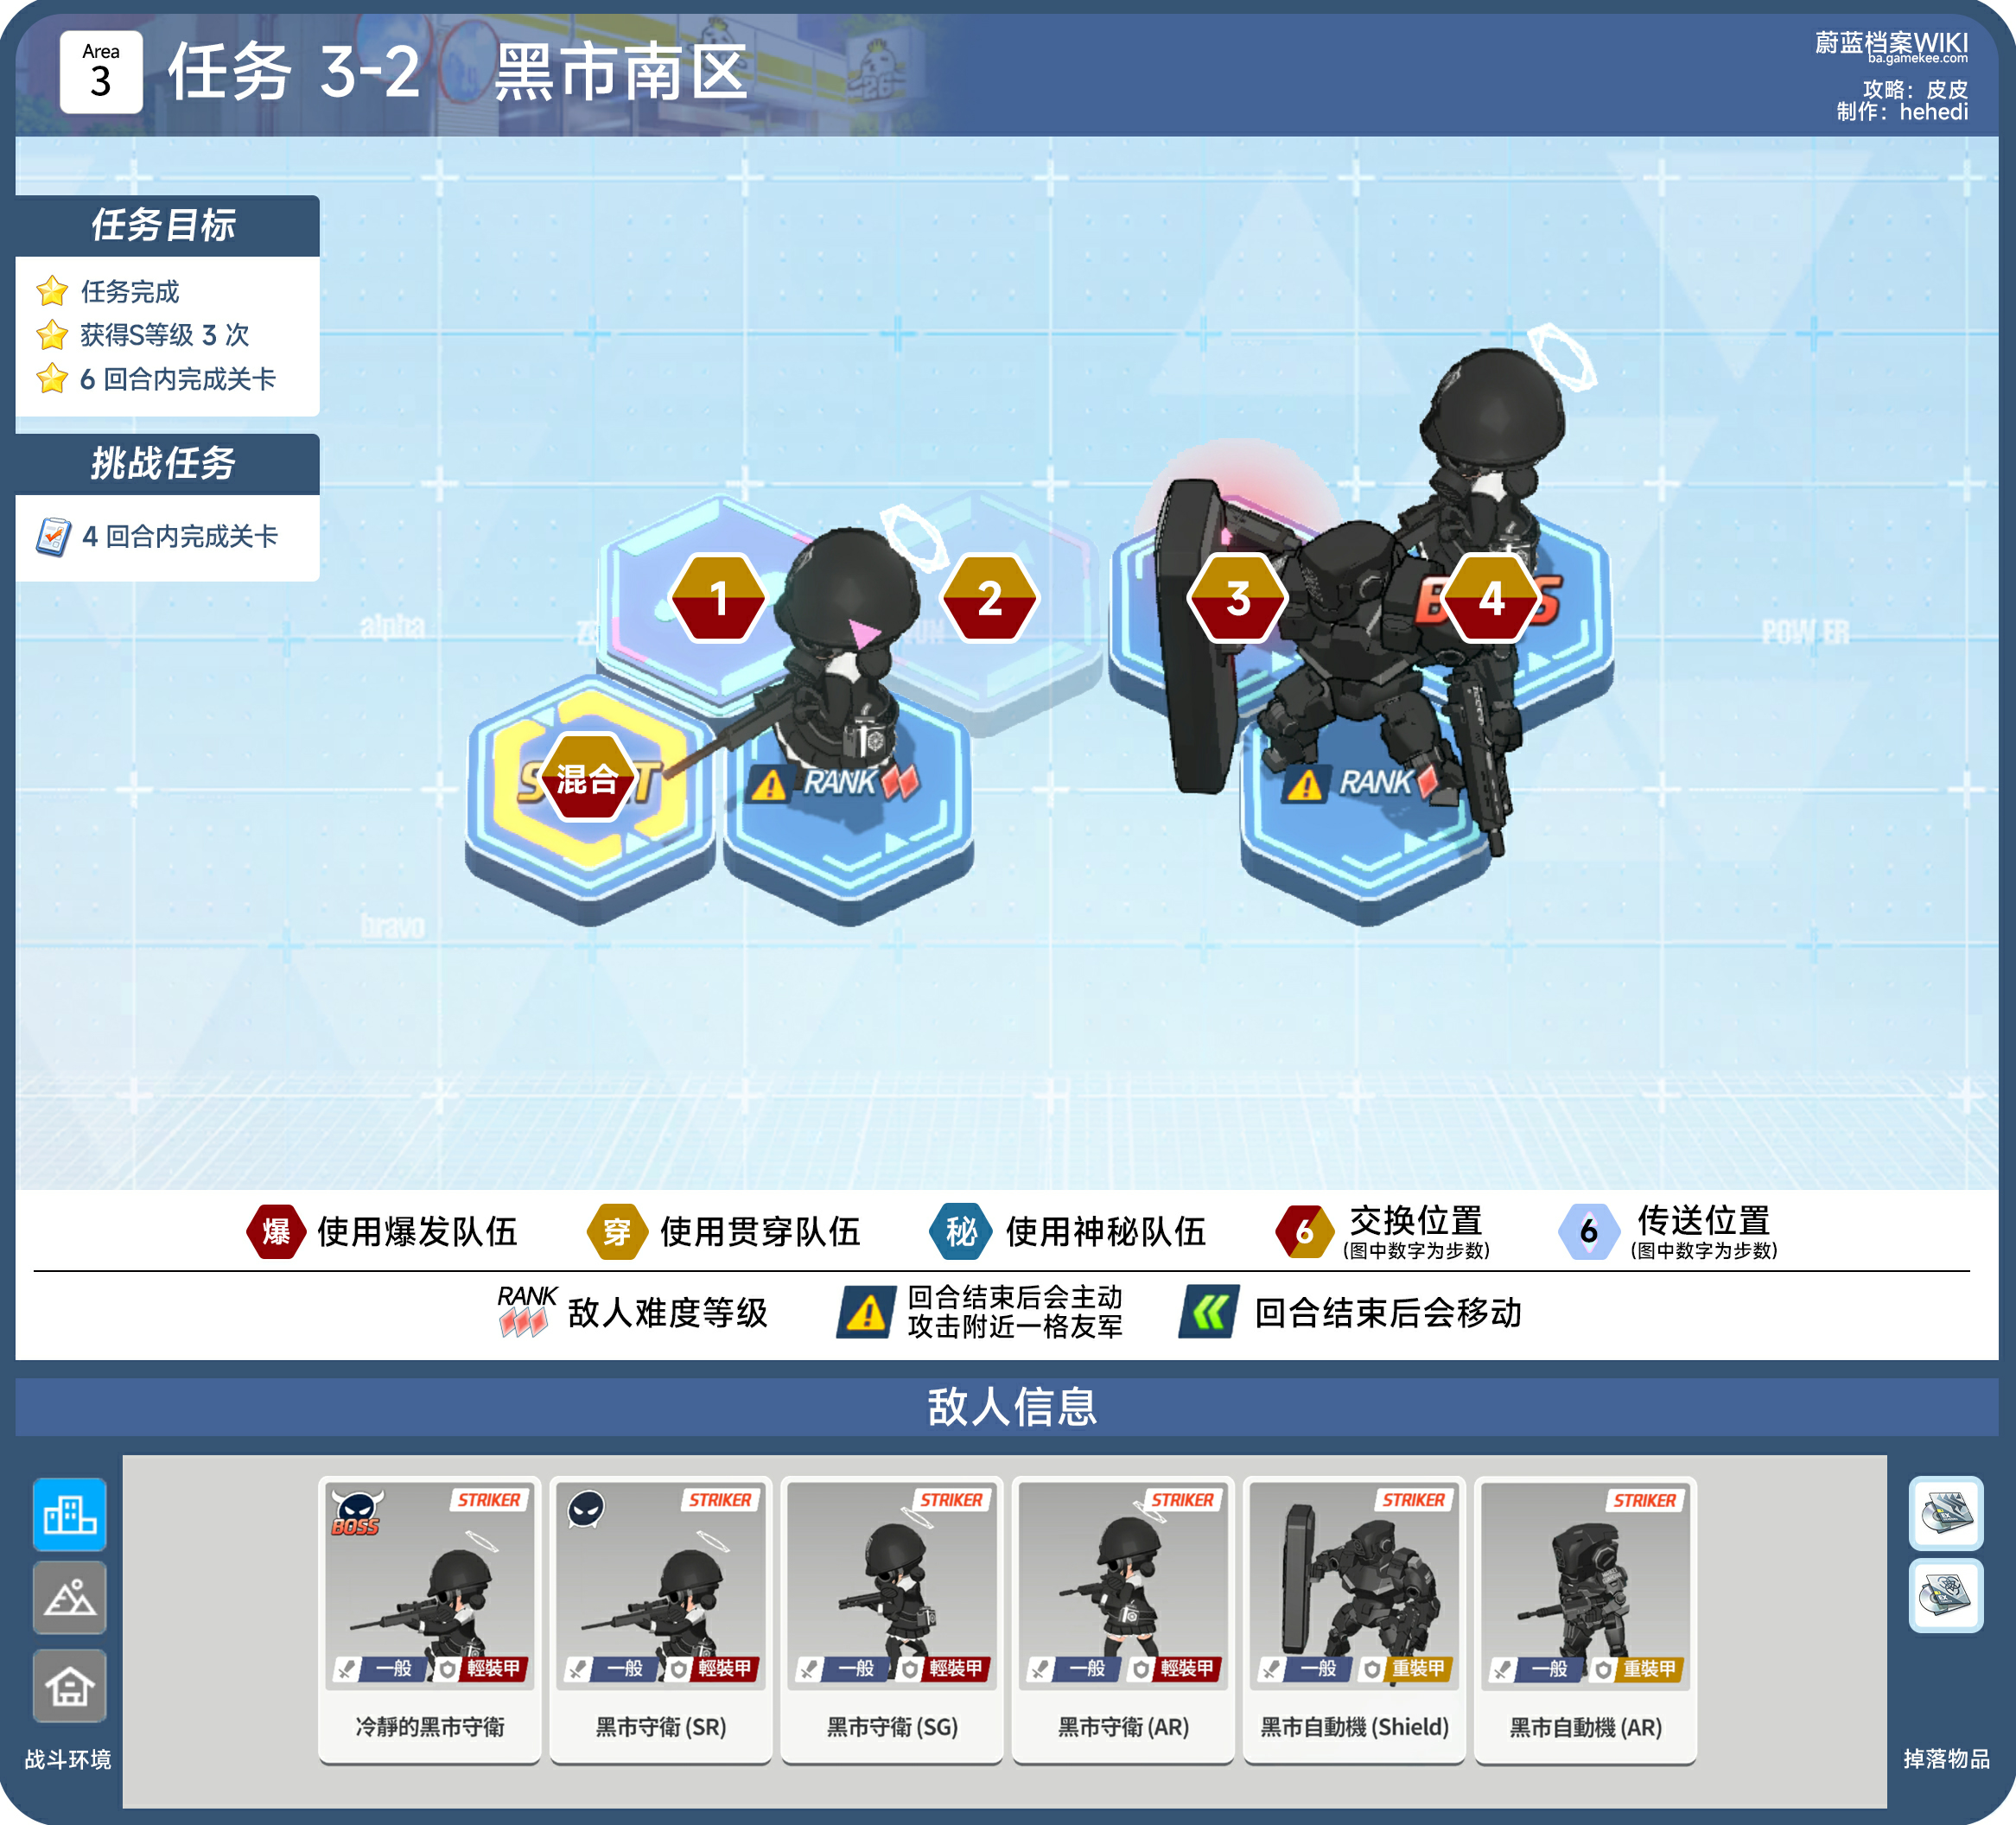 Area
3
任务 3-2 黑市南区
蔚蓝档案WIKI
ba.gamekee.com
攻略：皮皮
制作：hehedi
任务目标
任务完成
获得S等级 3 次
6 回合内完成关卡
挑战任务
4 回合内完成关卡
alpha
POWER
bravo
1
2
3
4
混合
RANK
RANK
爆 使用爆发队伍
穿 使用贯穿队伍
秘 使用神秘队伍
6 交换位置
(图中数字为步数)
6 传送位置
(图中数字为步数)
RANK 敌人难度等级
回合结束后会主动
攻击附近一格友军
回合结束后会移动
敌人信息
战斗环境
BOSS
STRIKER
一般 輕裝甲
冷靜的黑市守衛
STRIKER
一般 輕裝甲
黑市守衛 (SR)
STRIKER
一般 輕裝甲
黑市守衛 (SG)
STRIKER
一般 輕裝甲
黑市守衛 (AR)
STRIKER
一般 重裝甲
黑市自動機 (Shield)
STRIKER
一般 重裝甲
黑市自動機 (AR)
掉落物品